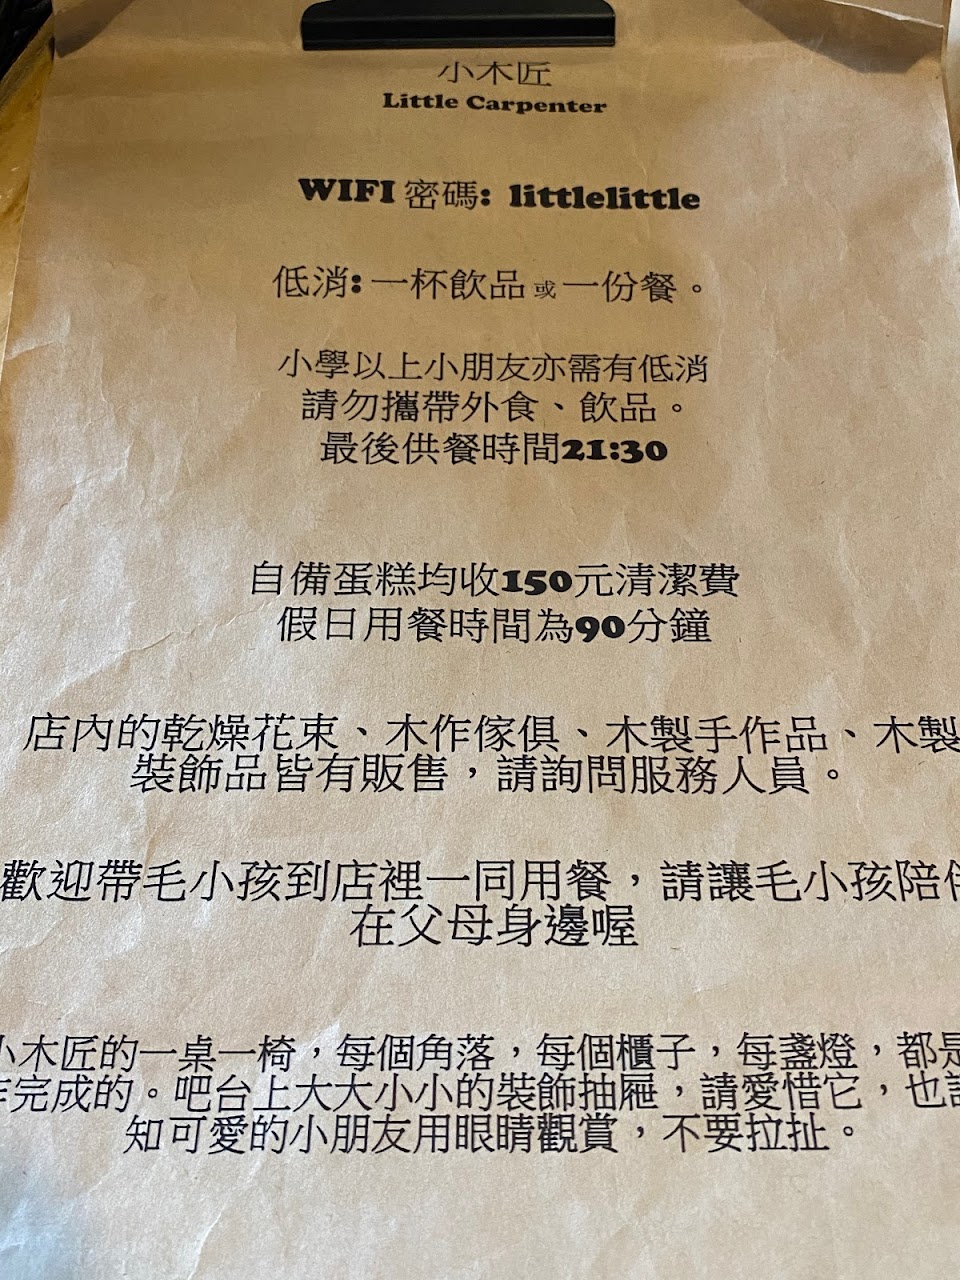 小木匠
Little Carpenter
WIFI 密碼: littlelittle
低消: 一杯飲品 或 一份餐。
小學以上小朋友亦需有低消
請勿攜帶外食、飲品。
最後供餐時間21:30
自備蛋糕均收150元清潔費
假日用餐時間為90分鐘
店內的乾燥花束、木作傢俱、木製手作品、木製
裝飾品皆有販售，請詢問服務人員。
歡迎帶毛小孩到店裡一同用餐，請讓毛小孩陪伴
在父母身邊喔
小木匠的一桌一椅，每個角落，每個櫃子，每盞燈，都是
完成的。吧台上大大小小的裝飾抽屜，請愛惜它，也
知可愛的小朋友用眼睛觀賞，不要拉扯。